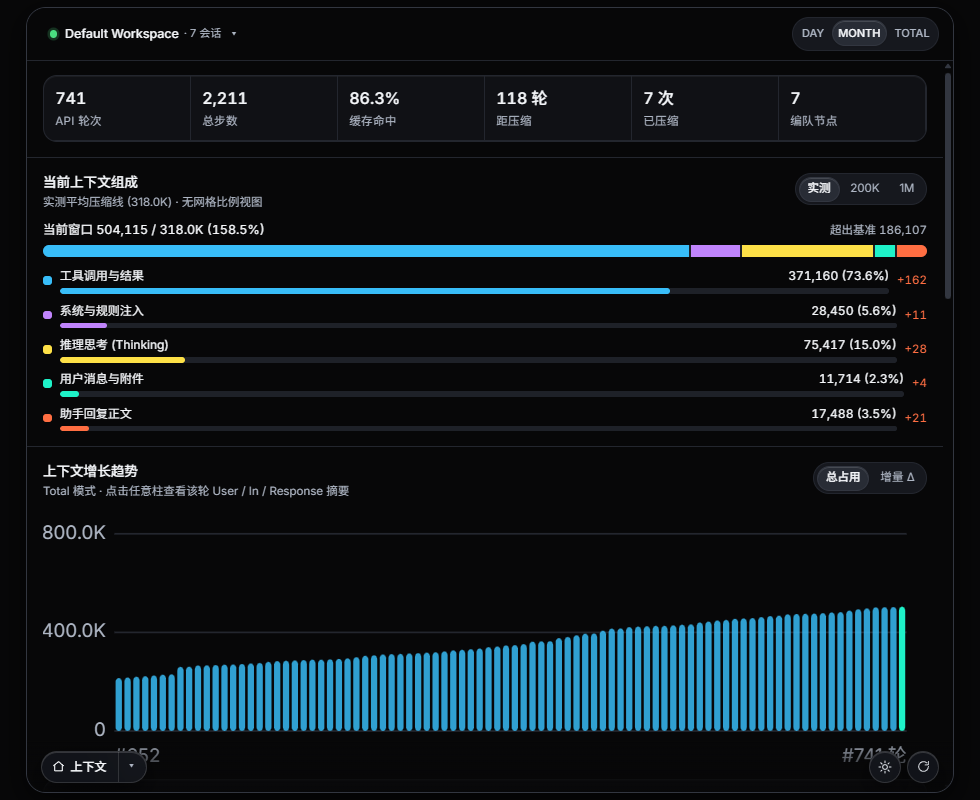 Default Workspace · 7 会话 ▾
DAY MONTH TOTAL
741 2,211 86.3% 118 轮 7 次 7
API 轮次 总步数 缓存命中 距压缩 已压缩 编队节点
当前上下文组成
实测平均压缩线 (318.0K) · 无网格比例视图
实测 200K 1M
当前窗口 504,115 / 318.0K (158.5%) 超出基准 186,107
工具调用与结果 371,160 (73.6%) +162
系统与规则注入 28,450 (5.6%) +11
推理思考 (Thinking) 75,417 (15.0%) +28
用户消息与附件 11,714 (2.3%) +4
助手回复正文 17,488 (3.5%) +21
上下文增长趋势
Total 模式 · 点击任意柱查看该轮 User / In / Response 摘要
总占用 增量 Δ
800.0K
400.0K
0
#741 轮
上下文 ▾